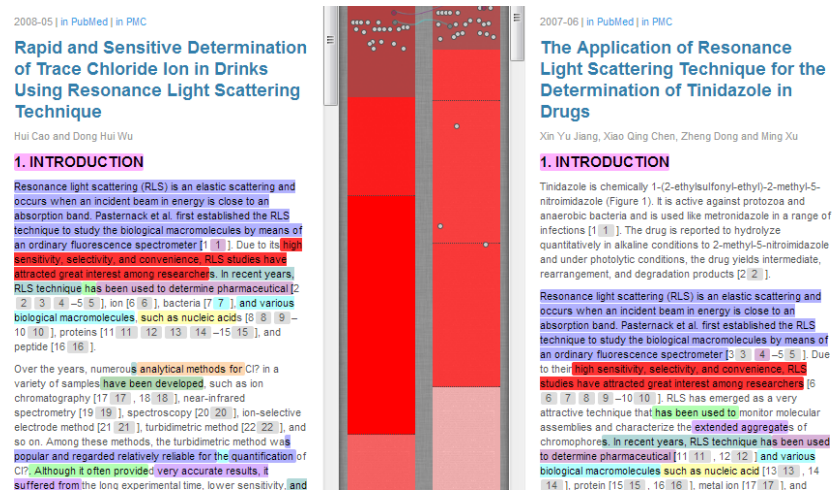 2008-05 | in PubMed | in PMC
Rapid and Sensitive Determination
of Trace Chloride Ion in Drinks
Using Resonance Light Scattering
Technique
Hui Cao and Dong Hui Wu
1. INTRODUCTION
Resonance light scattering (RLS) is an elastic scattering and
occurs when an incident beam in energy is close to an
absorption band. Pasternack et al. first established the RLS
technique to study the biological macromolecules by means of
an ordinary fluorescence spectrometer [1 1 ]. Due to its high
sensitivity, selectivity, and convenience, RLS studies have
attracted great interest among researchers. In recent years,
RLS technique has been used to determine pharmaceutical [2
2 3 4 –5 5 ], ion [6 6 ], bacteria [7 7 ], and various
biological macromolecules, such as nucleic acids [8 8 9 –
10 10 ], proteins [11 11 12 13 14 –15 15 ], and
peptide [16 16 ].
Over the years, numerous analytical methods for Cl? in a
variety of samples have been developed, such as ion
chromatography [17 17 , 18 18 ], near-infrared
spectrometry [19 19 ], spectroscopy [20 20 ], ion-selective
electrode method [21 21 ], turbidimetric method [22 22 ], and
so on. Among these methods, the turbidimetric method was
popular and regarded relatively reliable for the quantification of
Cl?. Although it often provided very accurate results, it
suffered from the long experimental time, lower sensitivity, and
m
m
2007-06 | in PubMed | in PMC
The Application of Resonance
Light Scattering Technique for the
Determination of Tinidazole in
Drugs
Xin Yu Jiang, Xiao Qing Chen, Zheng Dong and Ming Xu
1. INTRODUCTION
Tinidazole is chemically 1-(2-ethylsulfonyl-ethyl)-2-methyl-5-
nitroimidazole (Figure 1). It is active against protozoa and
anaerobic bacteria and is used like metronidazole in a range of
infections [1 1 ]. The drug is reported to hydrolyze
quantitatively in alkaline conditions to 2-methyl-5-nitroimidazole
and under photolytic conditions, the drug yields intermediate,
rearrangement, and degradation products [2 2 ].
Resonance light scattering (RLS) is an elastic scattering and
occurs when an incident beam in energy is close to an
absorption band. Pasternack et al. first established the RLS
technique to study the biological macromolecules by means of
an ordinary fluorescence spectrometer [3 3 4 –5 5 ]. Due
to their high sensitivity, selectivity, and convenience, RLS
studies have attracted great interest among researchers [6
6 7 8 9 –10 10 ]. RLS has emerged as a very
attractive technique that has been used to monitor molecular
assemblies and characterize the extended aggregates of
chromophores. In recent years, RLS technique has been used
to determine pharmaceutical [11 11 , 12 12 ] and various
biological macromolecules such as nucleic acid [13 13 , 14
14 ], protein [15 15 , 16 16 ], metal ion [17 17 ], and